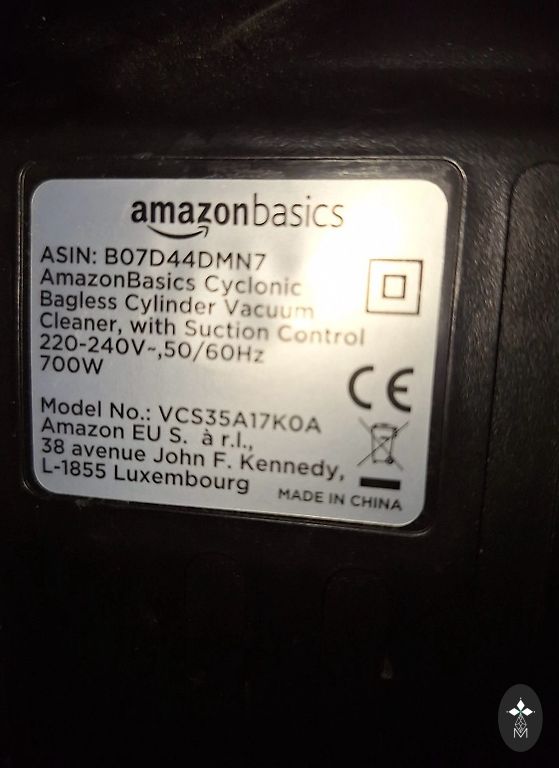 amazonbasics
ASIN: B07D44DMN7
AmazonBasics Cyclonic
Bagless Cylinder Vacuum
Cleaner, with Suction Control
220-240V~,50/60Hz
700W
CE
Model No.: VCS35A17K0A
Amazon EU S. à r.l.,
38 avenue John F. Kennedy,
L-1855 Luxembourg
MADE IN CHINA
M